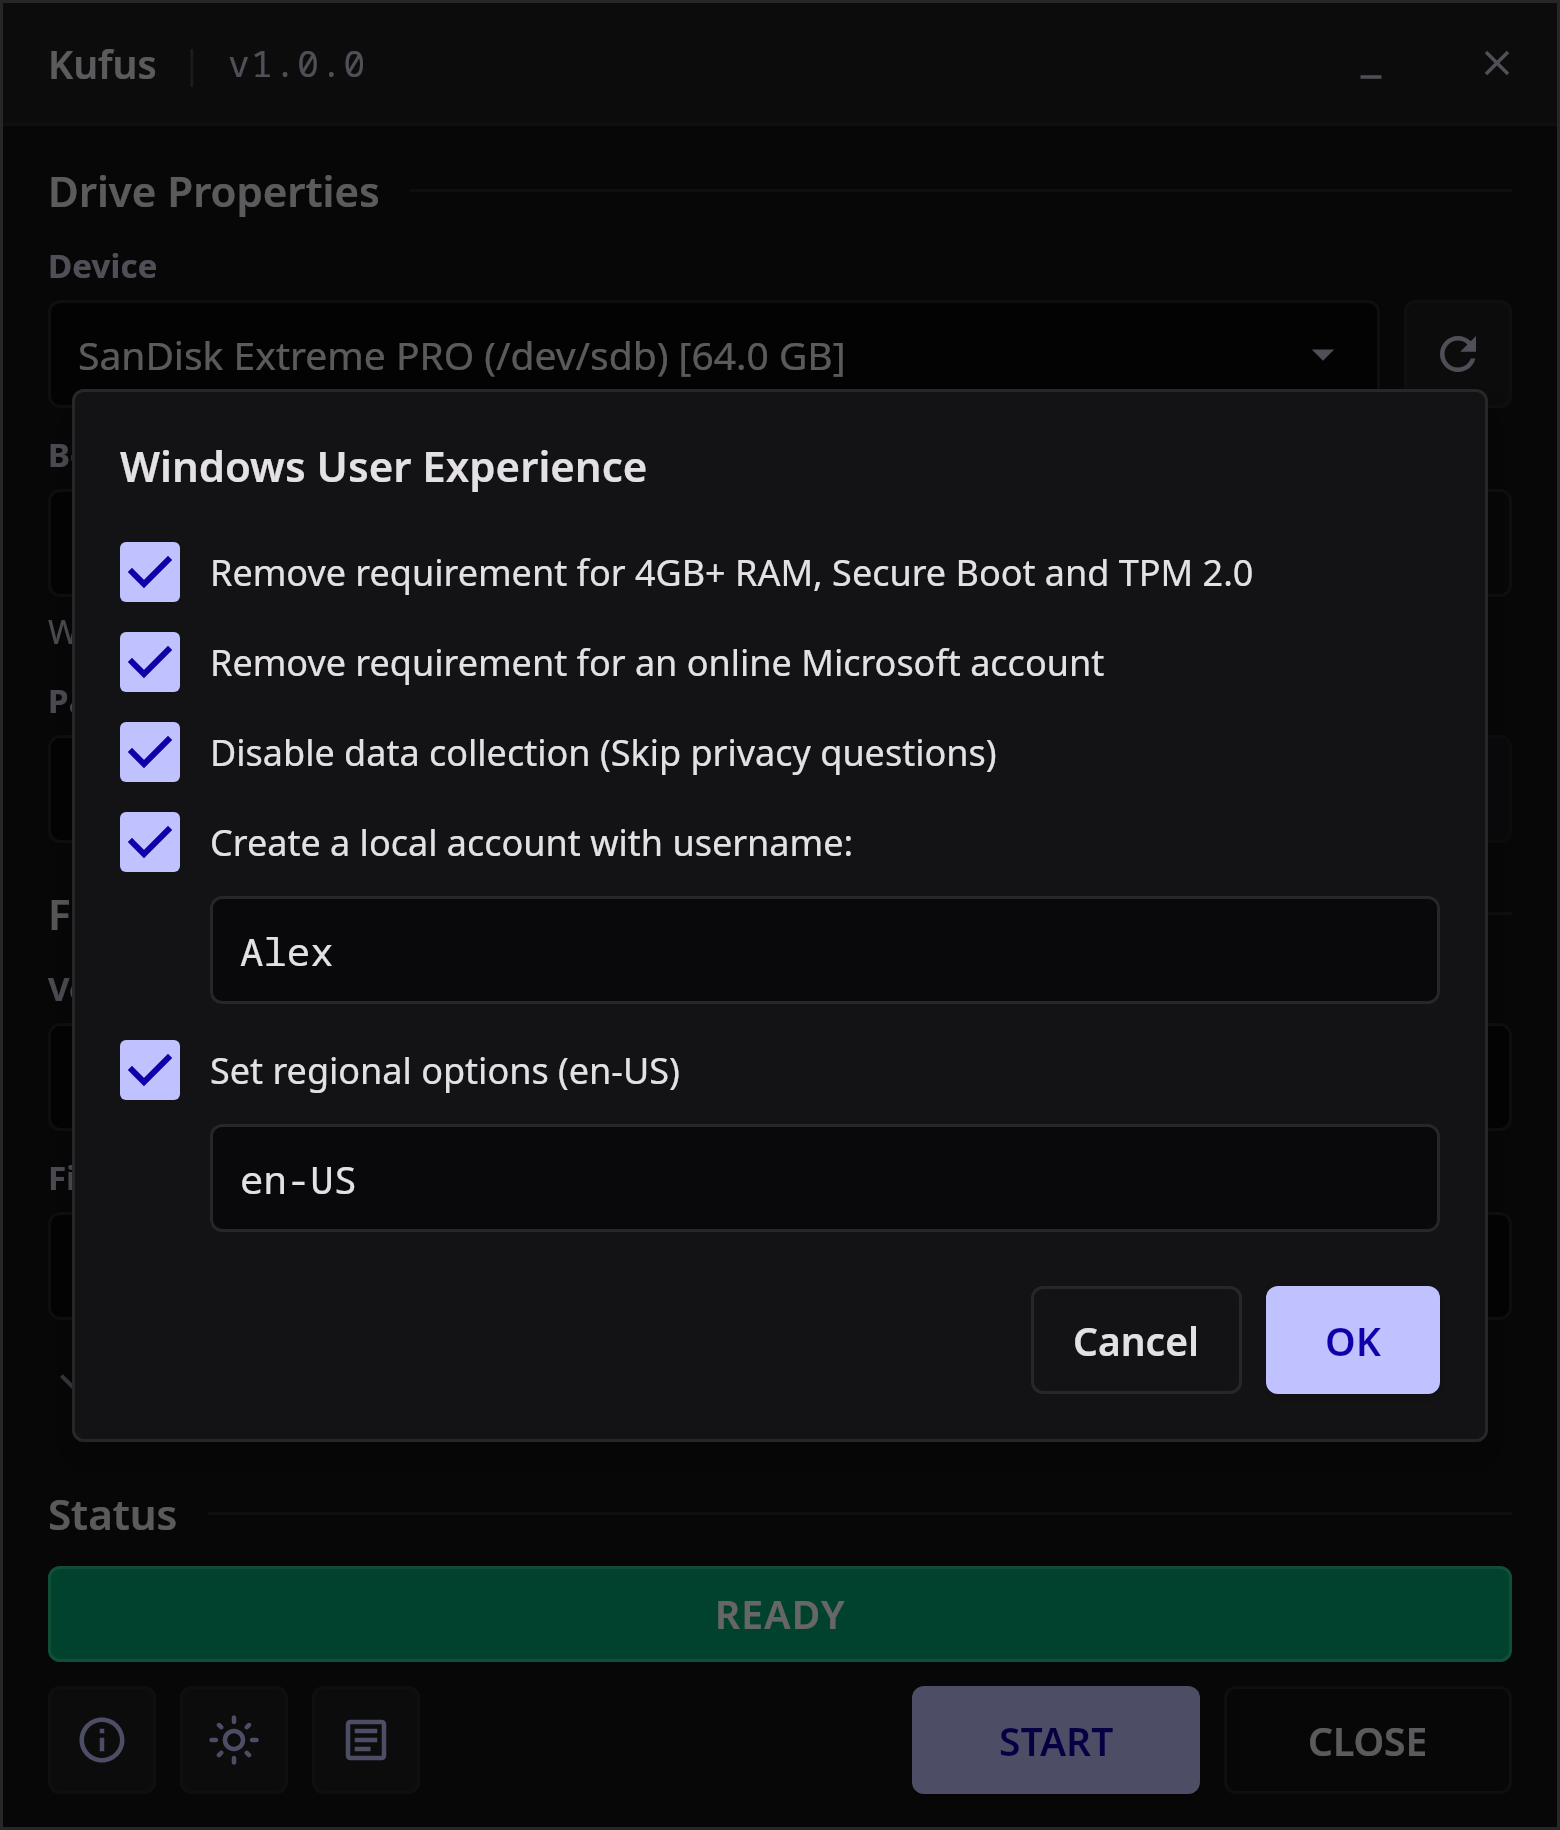 Kufus | v1.0.0
Drive Properties
Device
SanDisk Extreme PRO (/dev/sdb) [64.0 GB]
Windows User Experience
Remove requirement for 4GB+ RAM, Secure Boot and TPM 2.0
Remove requirement for an online Microsoft account
Disable data collection (Skip privacy questions)
Create a local account with username:
Alex
Set regional options (en-US)
en-US
Cancel
OK
Status
READY
START
CLOSE